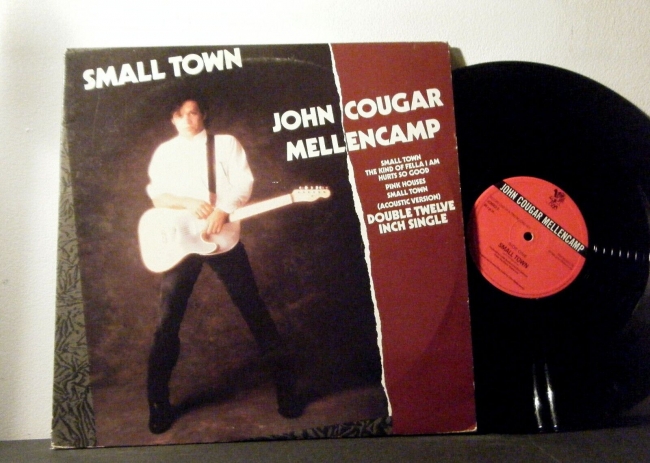 SMALL TOWN
JOHN COUGAR
MELLENCAMP
SMALL TOWN
THE KIND OF FELLA I AM
HURTS SO GOOD
PINK HOUSES
SMALL TOWN
(ACOUSTIC VERSION)
DOUBLE TWELVE
INCH SINGLE
JOHN COUGAR MELLENCAMP
SMALL TOWN